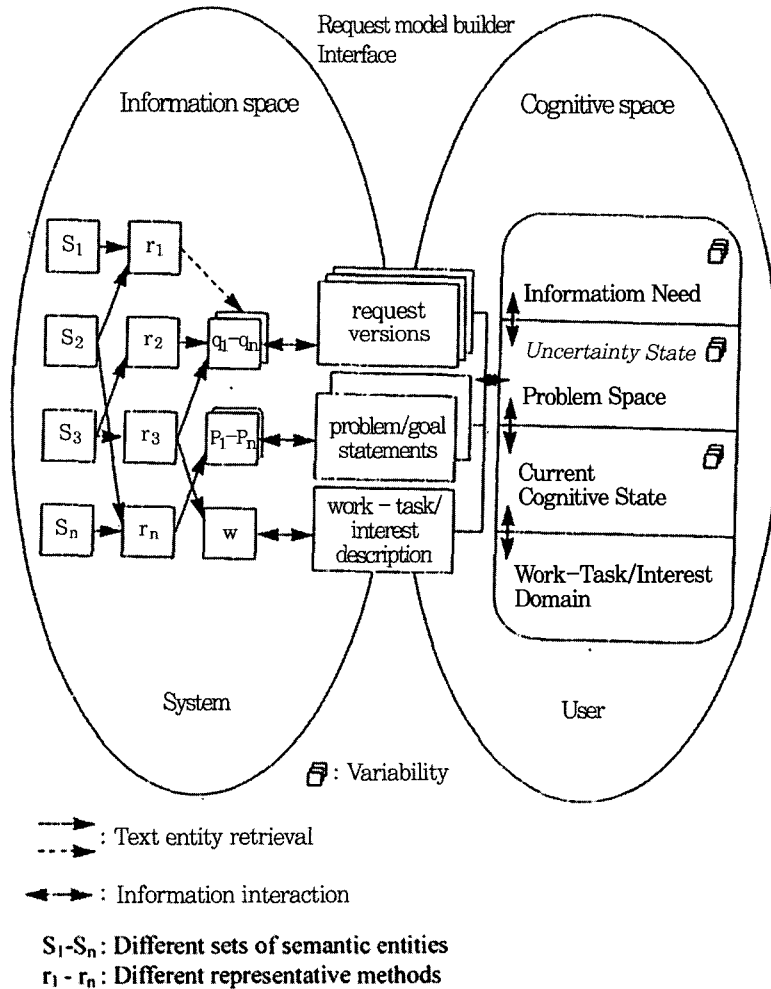 Request model builder
Interface
Information space
Cognitive space
S₁
r₁
S₂
r₂
q₁-qₙ
S₃
r₃
P₁-Pₙ
Sₙ
rₙ
w
request
versions
problem/goal
statements
work - task/
interest
description
Informatiom Need
Uncertainty State
Problem Space
Current
Cognitive State
Work-Task/Interest
Domain
System
User
: Variability
: Text entity retrieval
: Information interaction
S₁-Sₙ : Different sets of semantic entities
r₁ - rₙ : Different representative methods